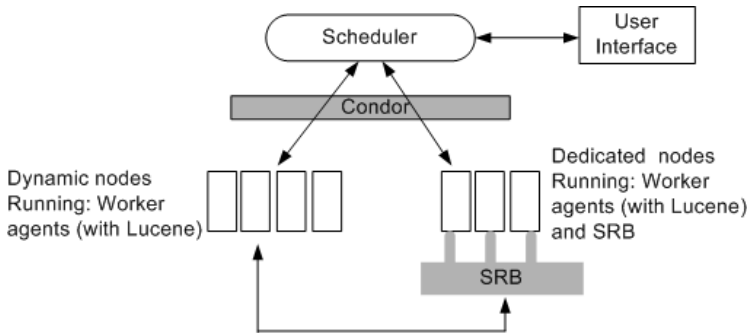 Scheduler
User
Interface
Condor
Dynamic nodes
Running: Worker
agents (with Lucene)
Dedicated nodes
Running: Worker
agents (with Lucene)
and SRB
SRB